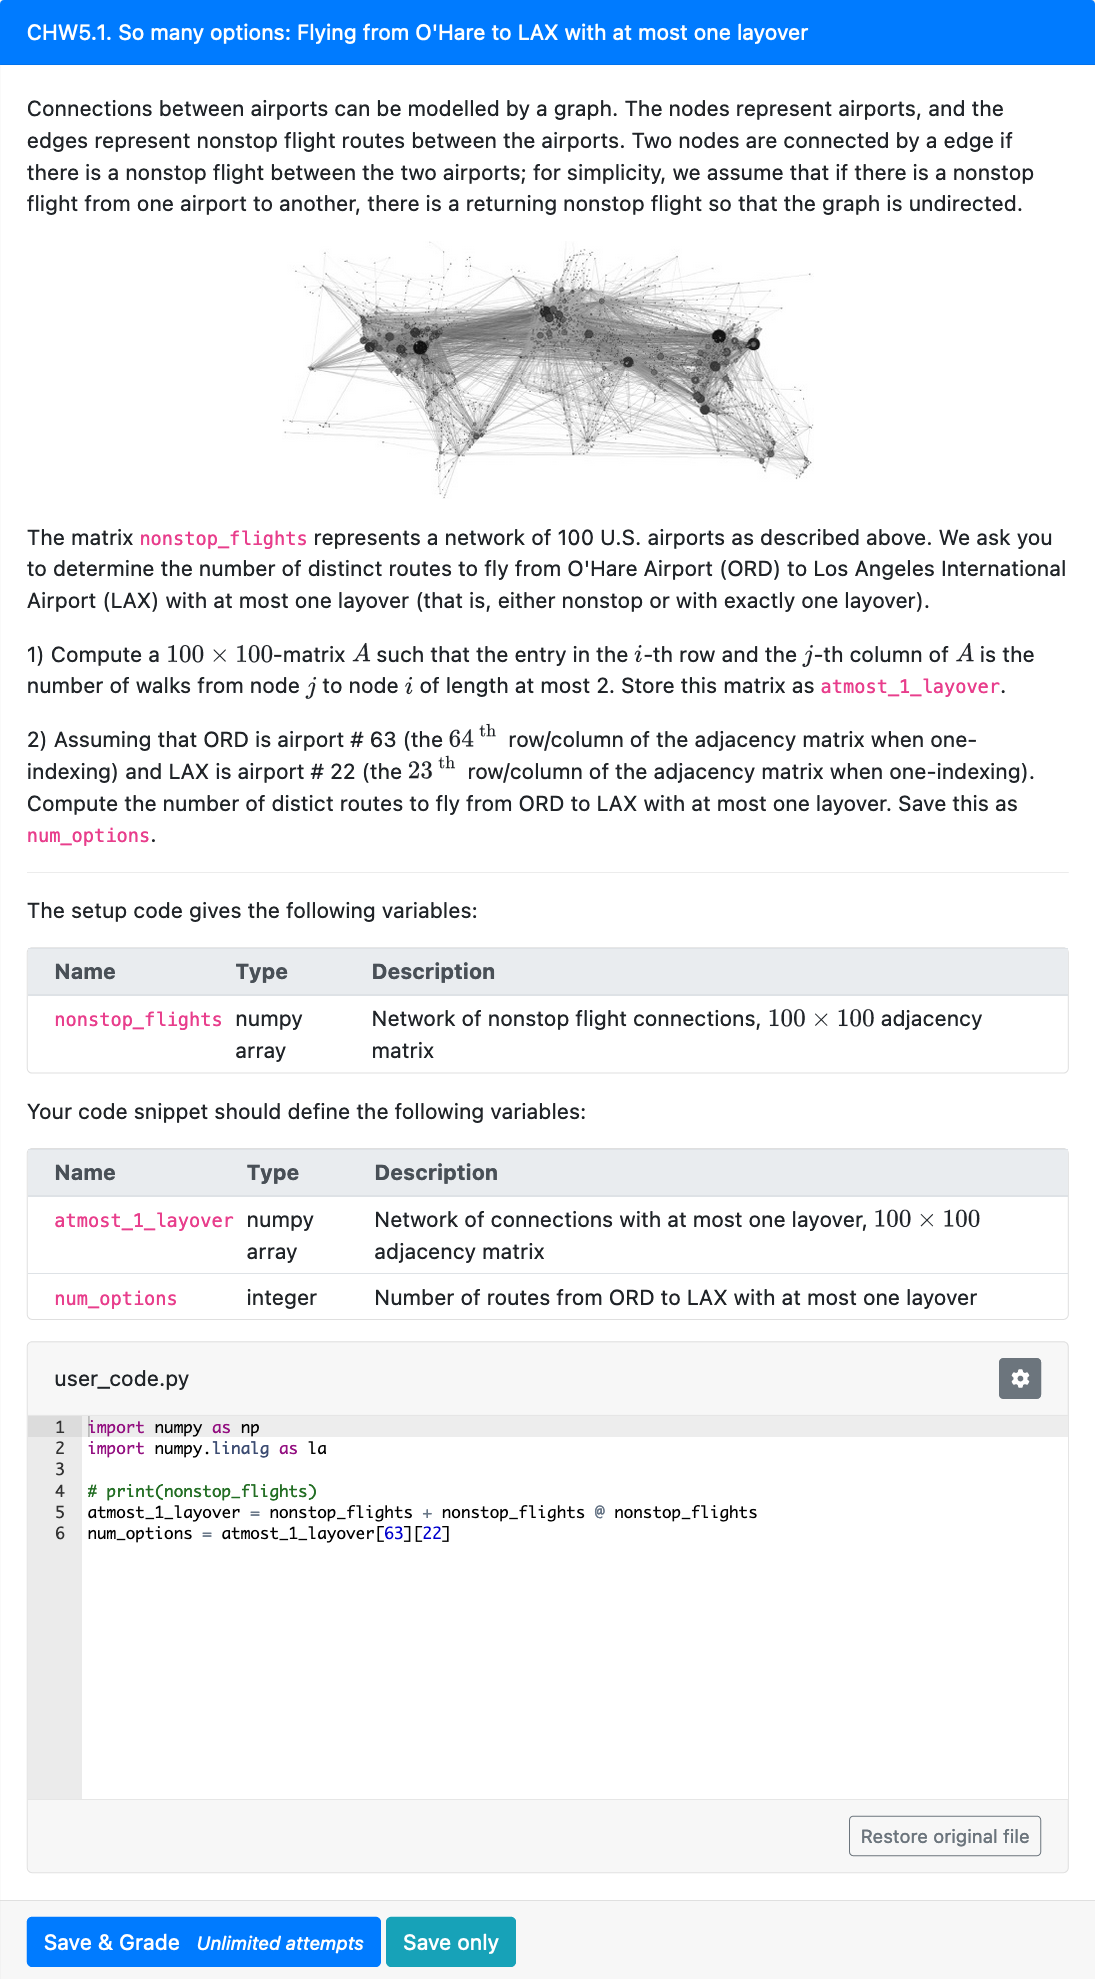 CHW5.1. So many options: Flying from O'Hare to LAX with at most one layover
Connections between airports can be modelled by a graph. The nodes represent airports, and the
edges represent nonstop flight routes between the airports. Two nodes are connected by a edge if
there is a nonstop flight between the two airports; for simplicity, we assume that if there is a nonstop
flight from one airport to another, there is a returning nonstop flight so that the graph is undirected.
The matrix nonstop_flights represents a network of 100 U.S. airports as described above. We ask you
to determine the number of distinct routes to fly from O'Hare Airport (ORD) to Los Angeles International
Airport (LAX) with at most one layover (that is, either nonstop or with exactly one layover).
1) Compute a 100 × 100-matrix A such that the entry in the i-th row and the j-th column of A is the
number of walks from node j to node i of length at most 2. Store this matrix as atmost_1_layover.
2) Assuming that ORD is airport # 63 (the 64 th row/column of the adjacency matrix when one-
indexing) and LAX is airport # 22 (the 23 th row/column of the adjacency matrix when one-indexing).
Compute the number of distict routes to fly from ORD to LAX with at most one layover. Save this as
num_options.
The setup code gives the following variables:
Name Type Description
nonstop_flights numpy Network of nonstop flight connections, 100 × 100 adjacency
array matrix
Your code snippet should define the following variables:
Name Type Description
atmost_1_layover numpy Network of connections with at most one layover, 100 × 100
array adjacency matrix
num_options integer Number of routes from ORD to LAX with at most one layover
user_code.py
1 import numpy as np
2 import numpy.linalg as la
3
4 # print(nonstop_flights)
5 atmost_1_layover = nonstop_flights + nonstop_flights @ nonstop_flights
6 num_options = atmost_1_layover[63][22]
Restore original file
Save & Grade Unlimited attempts Save only